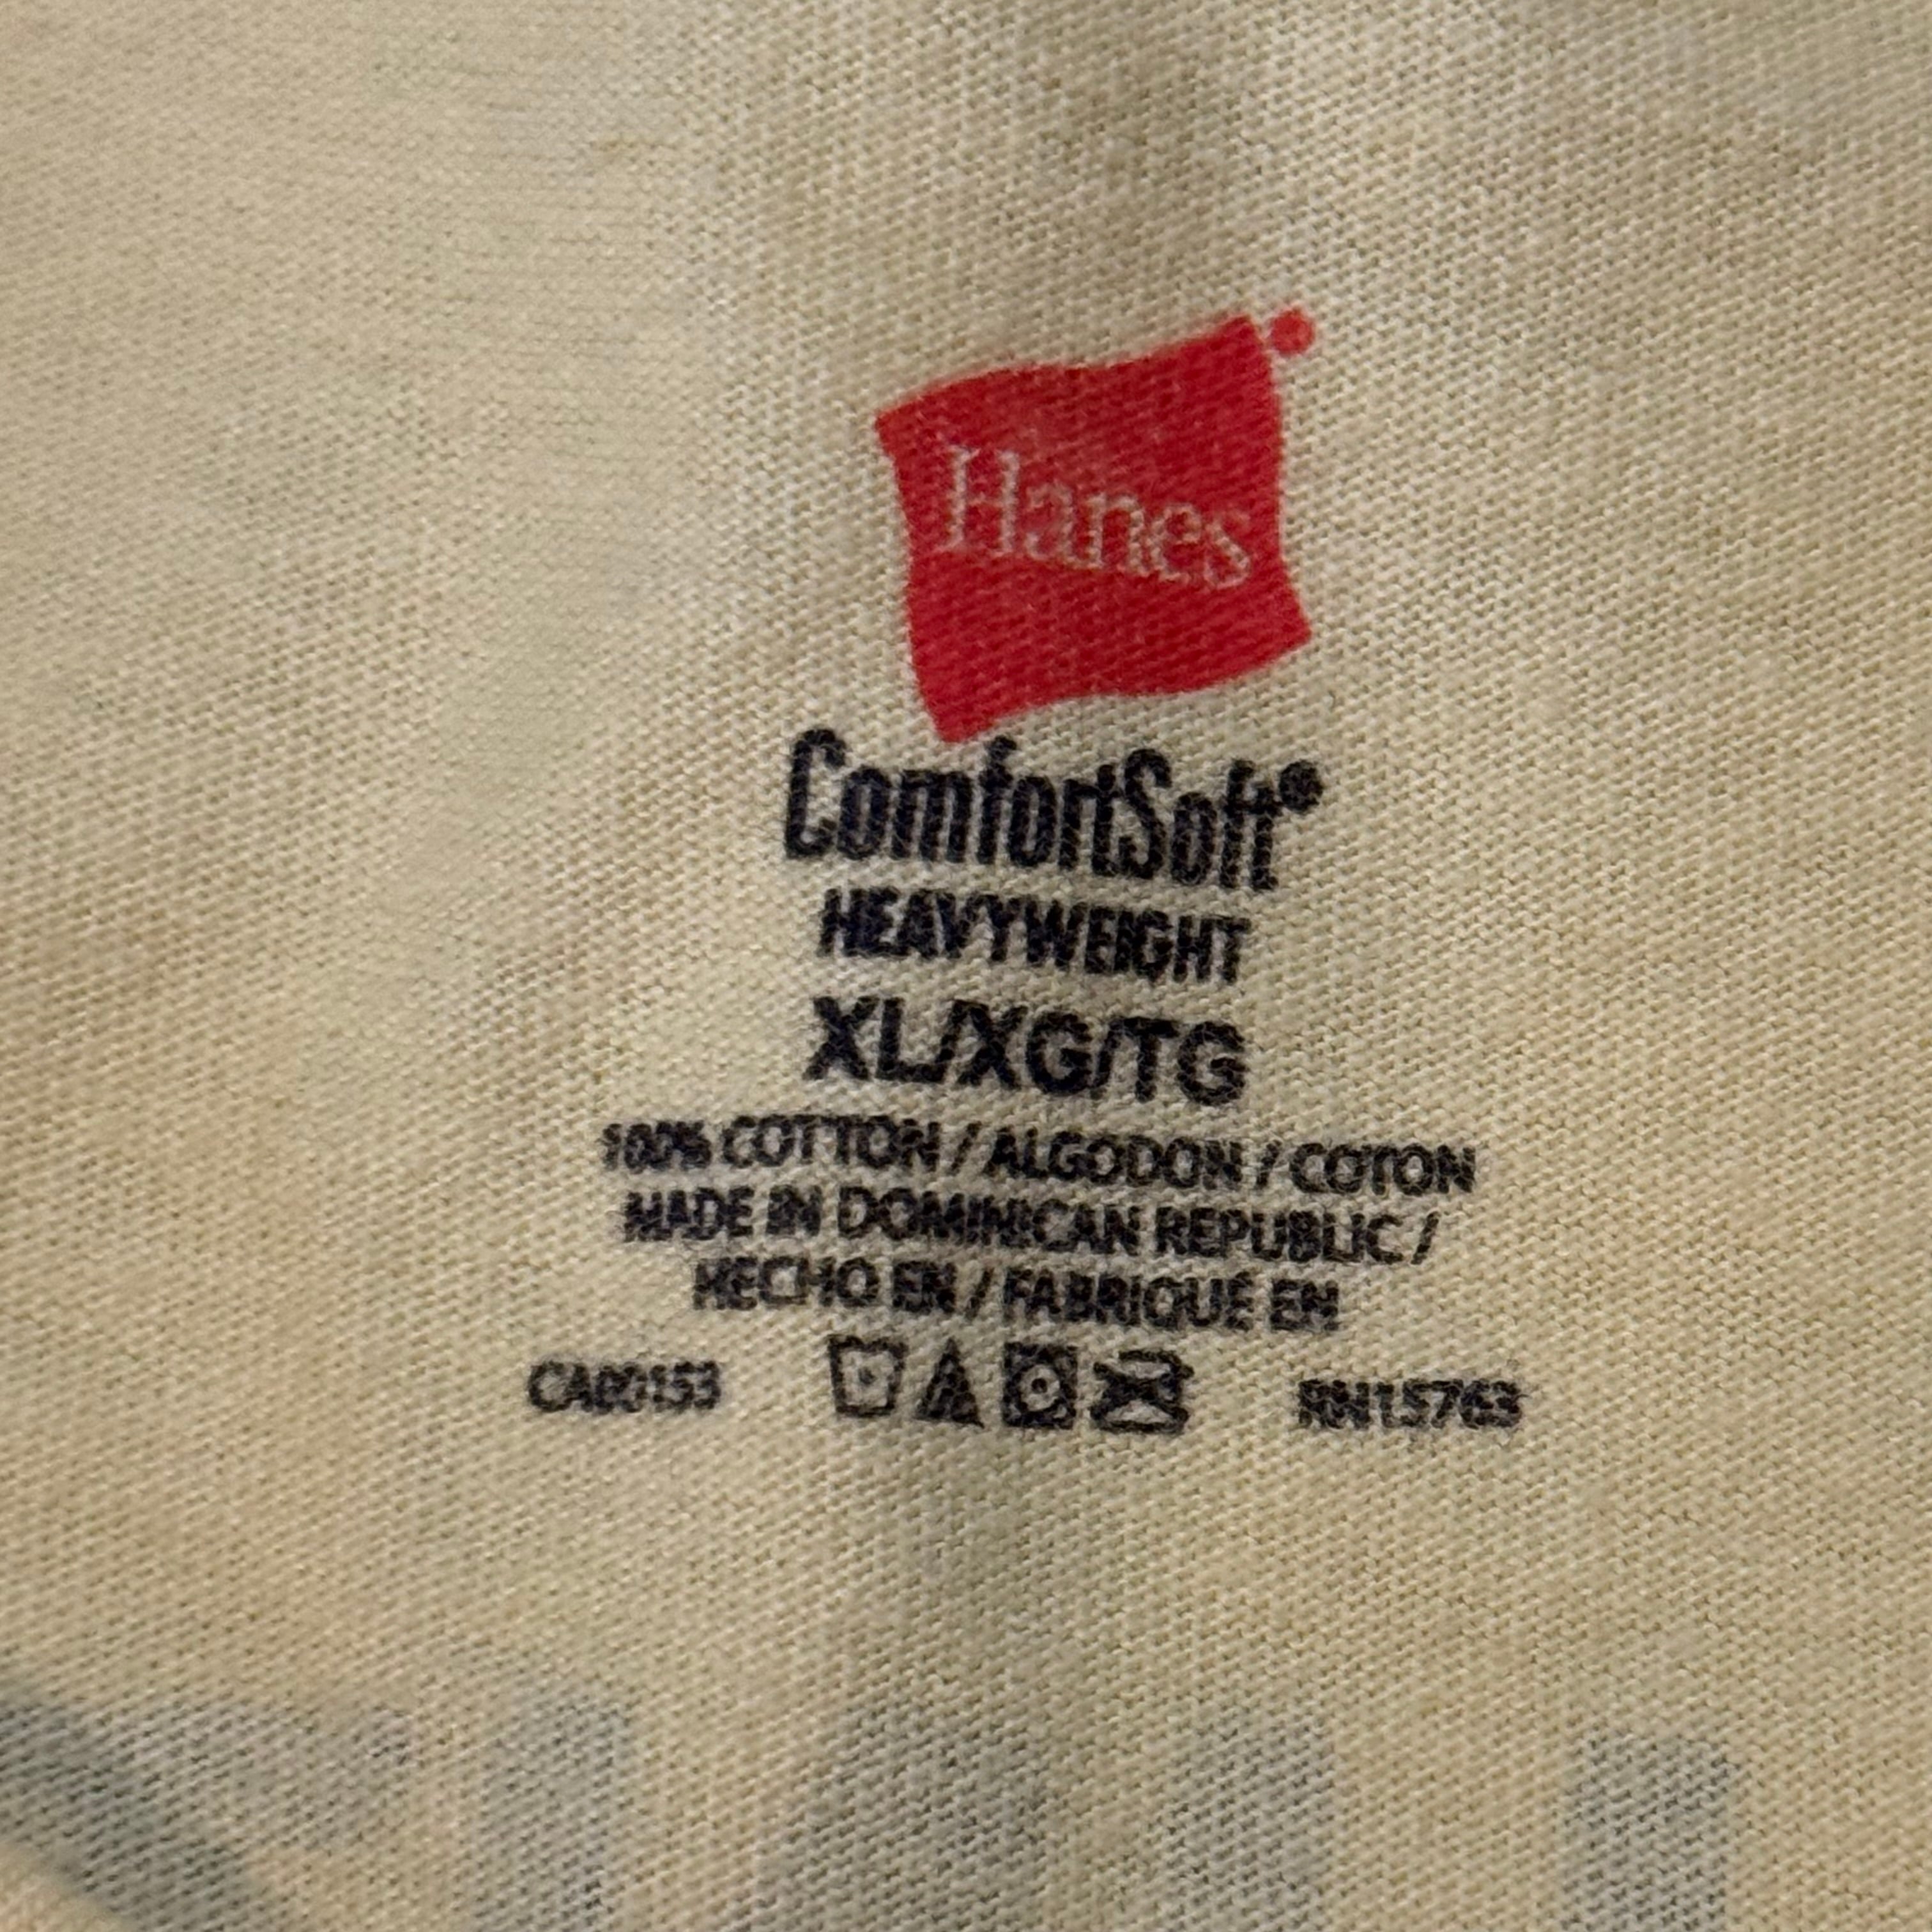 Hanes
ComfortSoft®
HEAVYWEIGHT
XL/XG/TG
100% COTTON / ALGODON / COTON
MADE IN DOMINICAN REPUBLIC /
HECHO EN / FABRIQUÉ EN
CA00153 RN15763